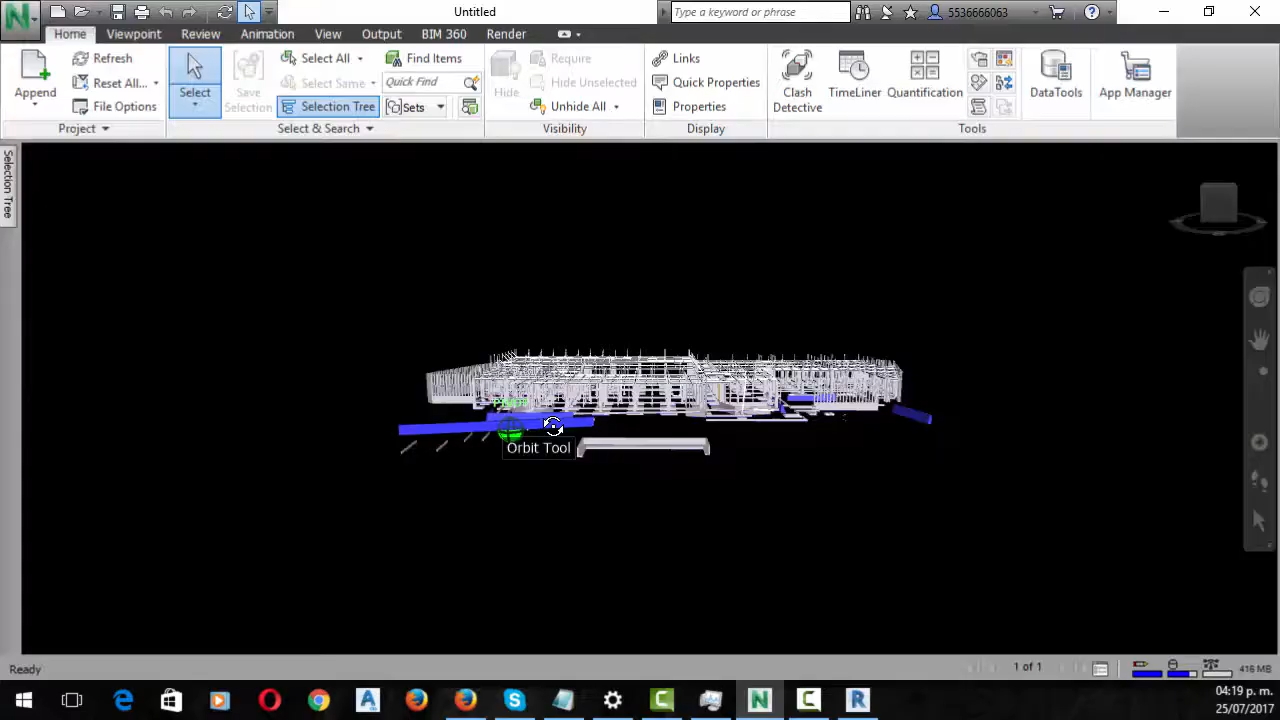 Untitled
Type a keyword or phrase
5536666063
Home Viewpoint Review Animation View Output BIM 360 Render
Append
Refresh
Reset All...
File Options
Project
Select
Save Selection
Select All
Select Same
Selection Tree
Find Items
Quick Find
Sets
Select & Search
Hide
Require
Hide Unselected
Unhide All
Visibility
Links
Quick Properties
Properties
Display
Clash Detective
TimeLiner
Quantification
Tools
DataTools
App Manager
Selection Tree
Orbit Tool
Ready
1 of 1
416 MB
04:19 p. m.
25/07/2017